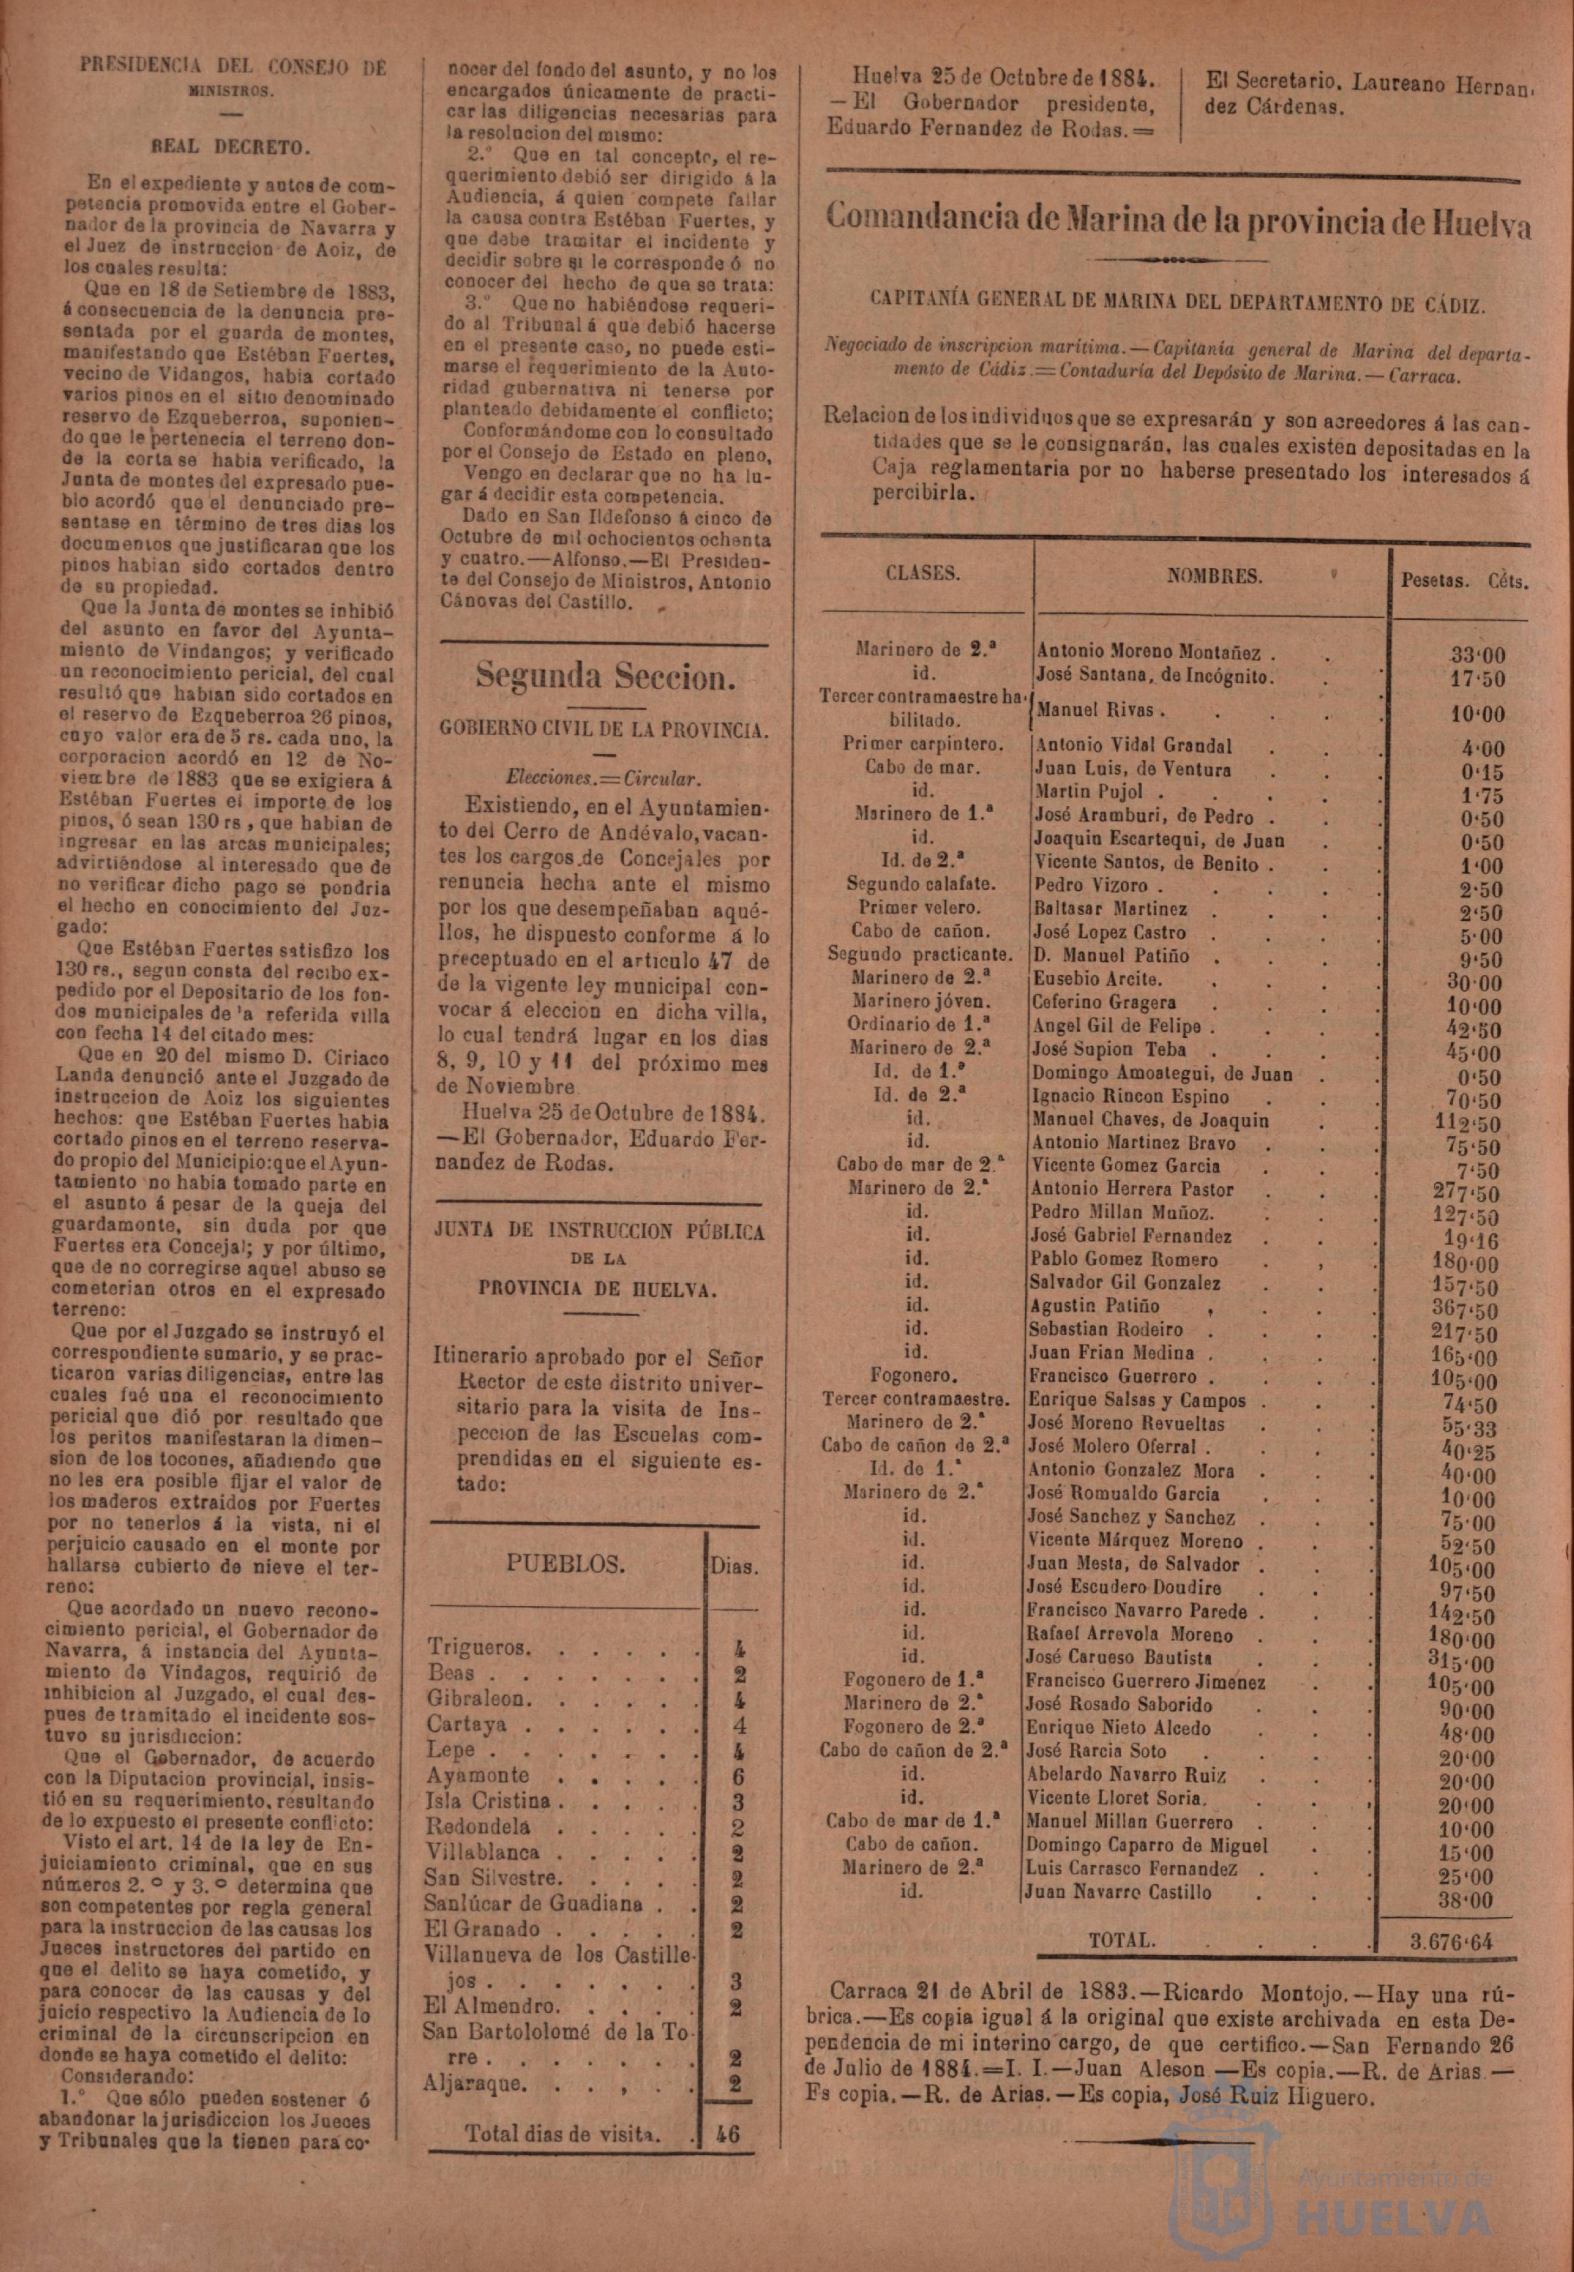 PRESIDENCIA DEL CONSEJO DE
MINISTROS.
REAL DECRETO.
En el expediente y autos de com-
petencia promovida entre el Gober-
nador de la provincia de Navarra y
el Juez de instruccion de Aoiz, de
los cuales resulta:
Que en 18 de Setiembre de 1883,
á consecuencia de la denuncia pre-
sentada por el guarda de montes,
manifestando que Estéban Fuertes,
vecino de Vidangos, habia cortado
varios pinos en el sitio denominado
reservo de Ezqueberroa, suponien-
do que le pertenecia el terreno don-
de la corta se habia verificado, la
Junta de montes del expresado pue-
blo acordó que el denunciado pre-
sentase en término de tres dias los
documentos que justificaran que los
pinos habian sido cortados dentro
de su propiedad.
Que la Junta de montes se inhibió
del asunto en favor del Ayunta-
miento de Vindangos; y verificado
un reconocimiento pericial, del cual
resultó que habian sido cortados en
el reservo de Ezqueberroa 26 pinos,
cuyo valor era de 5 rs. cada uno, la
corporacion acordó en 12 de No-
viembre de 1883 que se exigiera á
Estéban Fuertes el importe de los
pinos, ó sean 130 rs , que habian de
ingresar en las arcas municipales;
advirtiéndose al interesado que de
no verificar dicho pago se pondria
el hecho en conocimiento del Juz-
gado:
Que Estéban Fuertes satisfizo los
130 rs., segun consta del recibo ex-
pedido por el Depositario de los fon-
dos municipales de 'a referida villa
con fecha 14 del citado mes:
Que en 20 del mismo D. Ciriaco
Landa denunció ante el Juzgado de
instruccion de Aoiz los siguientes
hechos: que Estéban Fuertes habia
cortado pinos en el terreno reserva-
do propio del Municipio:que el Ayun-
tamiento no habia tomado parte en
el asunto á pesar de la queja del
guardamonte, sin duda por que
Fuertes era Concejal; y por último,
que de no corregirse aquel abuso se
cometerian otros en el expresado
terreno:
Que por el Juzgado se instruyó el
correspondiente sumario, y se prac-
ticaron varias diligencias, entre las
cuales fué una el reconocimiento
pericial que dió por resultado que
los peritos manifestaran la dimen-
sion de los tocones, añadiendo que
no les era posible fijar el valor de
los maderos extraidos por Fuertes
por no tenerlos á la vista, ni el
perjuicio causado en el monte por
hallarse cubierto de nieve el ter-
reno:
Que acordado un nuevo recono-
cimiento pericial, el Gobernador de
Navarra, á instancia del Ayunta-
miento de Vindagos, requirió de
inhibicion al Juzgado, el cual des-
pues de tramitado el incidente sos-
tuvo su jurisdiccion:
Que el Gobernador, de acuerdo
con la Diputacion provincial, insis-
tió en su requerimiento, resultando
de lo expuesto el presente conflicto:
Visto el art. 14 de la ley de En-
juiciamiento criminal, que en sus
números 2.º y 3.º determina que
son competentes por regla general
para la instruccion de las causas los
Jueces instructores del partido en
que el delito se haya cometido, y
para conocer de las causas y del
juicio respectivo la Audiencia de lo
criminal de la circunscripcion en
donde se haya cometido el delito:
Considerando:
1.º Que sólo pueden sostener ó
abandonar la jurisdiccion los Jueces
y Tribunales que la tienen para co-
nocer del fondo del asunto, y no los
encargados únicamente de practi-
car las diligencias necesarias para
la resolucion del mismo:
2.º Que en tal concepto, el re-
querimiento debió ser dirigido á la
Audiencia, á quien compete fallar
la causa contra Estéban Fuertes, y
que debe tramitar el incidente y
decidir sobre si le corresponde ó no
conocer del hecho de que se trata:
3.º Que no habiéndose requeri-
do al Tribunal á que debió hacerse
en el presente caso, no puede esti-
marse el requerimiento de la Auto-
ridad gubernativa ni tenerse por
planteado debidamente el conflicto;
Conformándome con lo consultado
por el Consejo de Estado en pleno,
Vengo en declarar que no ha lu-
gar á decidir esta competencia.
Dado en San Ildefonso á cinco de
Octubre de mil ochocientos ochenta
y cuatro.—Alfonso.—El Presiden-
te del Consejo de Ministros, Antonio
Cánovas del Castillo.
Segunda Seccion.
GOBIERNO CIVIL DE LA PROVINCIA.
Elecciones.=Circular.
Existiendo, en el Ayuntamien-
to del Cerro de Andévalo, vacan-
tes los cargos de Concejales por
renuncia hecha ante el mismo
por los que desempeñaban aqué-
llos, he dispuesto conforme á lo
preceptuado en el articulo 47 de
de la vigente ley municipal con-
vocar á eleccion en dicha villa,
lo cual tendrá lugar en los dias
8, 9, 10 y 11 del próximo mes
de Noviembre
Huelva 25 de Octubre de 1884.
—El Gobernador, Eduardo Fer-
nandez de Rodas.
JUNTA DE INSTRUCCION PÚBLICA
DE LA
PROVINCIA DE HUELVA.
Itinerario aprobado por el Señor
Rector de este distrito univer-
sitario para la visita de Ins-
peccion de las Escuelas com-
prendidas en el siguiente es-
tado:
PUEBLOS. Dias.
Trigueros. . . . . . 4
Beas . . . . . . . 2
Gibraleon. . . . . . 4
Cartaya . . . . . . 4
Lepe . . . . . . . 4
Ayamonte . . . . . 6
Isla Cristina . . . . . 3
Redondela . . . . . 2
Villablanca . . . . . 2
San Silvestre. . . . . 2
Sanlúcar de Guadiana . . 2
El Granado . . . . . 2
Villanueva de los Castille-
jos . . . . . . . 3
El Almendro. . . . . 2
San Bartololomé de la To-
rre . . . . . . . 2
Aljaraque. . . , . . 2
Total dias de visita. . 46
Huelva 25 de Octubre de 1884.
—El Gobernador presidente,
Eduardo Fernandez de Rodas.=
El Secretario, Laureano Hernan-
dez Cárdenas.
Comandancia de Marina de la provincia de Huelva
CAPITANÍA GENERAL DE MARINA DEL DEPARTAMENTO DE CÁDIZ.
Negociado de inscripcion marítima.—Capitania general de Marina del departa-
mento de Cádiz.=Contaduría del Depósito de Marina.—Carraca.
Relacion de los individuos que se expresarán y son acreedores á las can-
tidades que se le consignarán, las cuales existen depositadas en la
Caja reglamentaria por no haberse presentado los interesados á
percibirla.
CLASES. NOMBRES. Pesetas. Céts.
Marinero de 2.ª Antonio Moreno Montañez . . 33'00
id. José Santana, de Incógnito. . . 17'50
Tercer contramaestre ha-
bilitado. Manuel Rivas . . . . . 10'00
Primer carpintero. Antonio Vidal Grandal . . . 4'00
Cabo de mar. Juan Luis, de Ventura . . . 0'15
id. Martin Pujol . . . . . 1'75
Marinero de 1.ª José Aramburi, de Pedro . . . 0'50
id. Joaquin Escartequi, de Juan . . 0'50
Id. de 2.ª Vicente Santos, de Benito . . . 1'00
Segundo calafate. Pedro Vizoro . . . . . 2'50
Primer velero. Baltasar Martinez . . . . 2'50
Cabo de cañon. José Lopez Castro . . . . 5'00
Segundo practicante. D. Manuel Patiño . . . . 9'50
Marinero de 2.ª Eusebio Arcite. . . . . 30'00
Marinero jóven. Ceferino Gragera . . . . 10'00
Ordinario de 1.ª Angel Gil de Felipe . . . . 42'50
Marinero de 2.ª José Supion Teba . . . . 45'00
Id. de 1.ª Domingo Amoategui, de Juan . . 0'50
Id. de 2.ª Ignacio Rincon Espino . . . 70'50
id. Manuel Chaves, de Joaquin . . 112'50
id. Antonio Martinez Bravo . . . 75'50
Cabo de mar de 2.ª Vicente Gomez Garcia . . . 7'50
Marinero de 2.ª Antonio Herrera Pastor . . . 277'50
id. Pedro Millan Muñoz. . . . 127'50
id. José Gabriel Fernandez . . . 19'16
id. Pablo Gomez Romero . , . 180'00
id. Salvador Gil Gonzalez . . . 157'50
id. Agustin Patiño , . . . 367'50
id. Sebastian Rodeiro . . . . 217'50
id. Juan Frian Medina . . . . 165'00
Fogonero. Francisco Guerrero . . . . 105'00
Tercer contramaestre. Enrique Salsas y Campos . . . 74'50
Marinero de 2.ª José Moreno Revueltas . . . 55'33
Cabo de cañon de 2.ª José Molero Oferral . . . . 40'25
Id. de 1.ª Antonio Gonzalez Mora . . . 40'00
Marinero de 2.ª José Romualdo Garcia . . . 10'00
id. José Sanchez y Sanchez . . . 75'00
id. Vicente Márquez Moreno . . . 52'50
id. Juan Mesta, de Salvador . . . 105'00
id. José Escudero Doudire . . . 97'50
id. Francisco Navarro Parede . . . 142'50
id. Rafael Arrevola Moreno . . . 180'00
id. José Carueso Bautista . . . 315'00
Fogonero de 1.ª Francisco Guerrero Jimenez . . 105'00
Marinero de 2.ª José Rosado Saborido . . . 90'00
Fogonero de 2.ª Enrique Nieto Alcedo . . . 48'00
Cabo de cañon de 2.ª José Rarcia Soto . . . . 20'00
id. Abelardo Navarro Ruiz . . . 20'00
id. Vicente Lloret Soria. . . . 20'00
Cabo de mar de 1.ª Manuel Millan Guerrero . . . 10'00
Cabo de cañon. Domingo Caparro de Miguel . . 15'00
Marinero de 2.ª Luis Carrasco Fernandez . . . 25'00
id. Juan Navarro Castillo . . . 38'00
TOTAL. . . . . 3.676'64
Carraca 21 de Abril de 1883.—Ricardo Montojo.—Hay una rú-
brica.—Es copia igual á la original que existe archivada en esta De-
pendencia de mi interino cargo, de que certifico.—San Fernando 26
de Julio de 1884.=I. I.—Juan Aleson —Es copia.—R. de Arias.—
Es copia.—R. de Arias.—Es copia, José Ruiz Higuero.
Ayuntamiento de
HUELVA